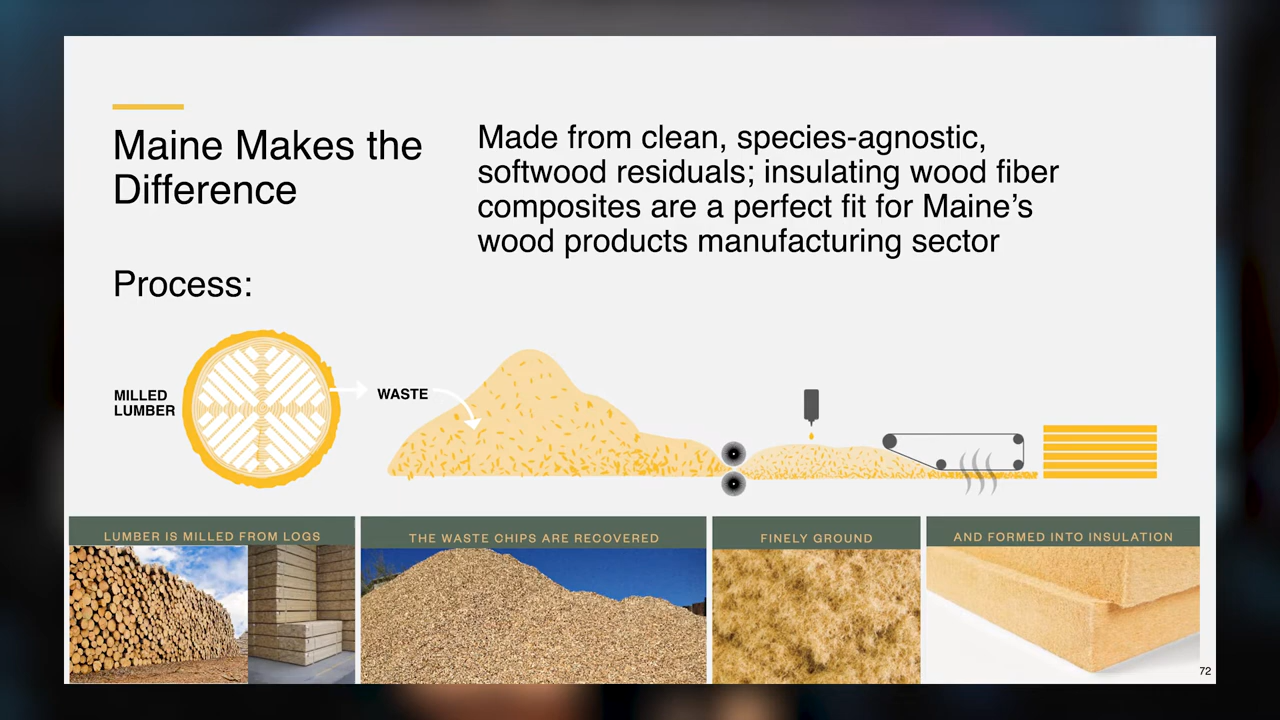 Maine Makes the
Difference
Made from clean, species-agnostic,
softwood residuals; insulating wood fiber
composites are a perfect fit for Maine’s
wood products manufacturing sector
Process:
MILLED
LUMBER
WASTE
LUMBER IS MILLED FROM LOGS
THE WASTE CHIPS ARE RECOVERED
FINELY GROUND
AND FORMED INTO INSULATION
72